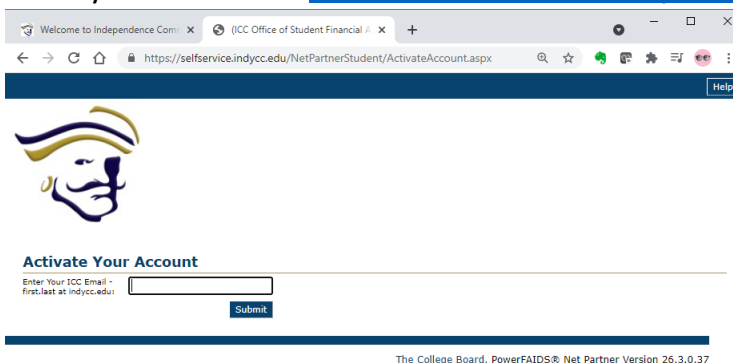 Welcome to Independence Com
(ICC Office of Student Financial A
https://selfservice.indycc.edu/NetPartnerStudent/ActivateAccount.aspx
Help
Activate Your Account
Enter Your ICC Email -
first.last at indycc.edu:
Submit
The College Board, PowerFAIDS® Net Partner Version 26.3.0.37